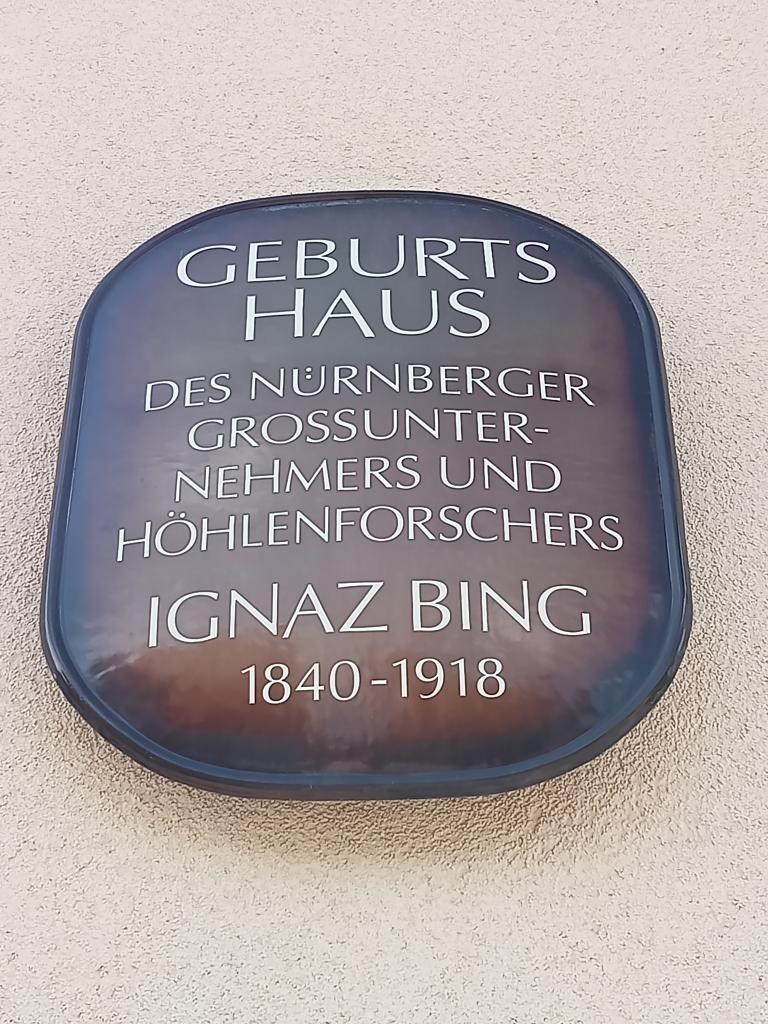 GEBURTS
HAUS
DES NÜRNBERGER
GROSSUNTER-
NEHMERS UND
HÖHLENFORSCHERS
IGNAZ BING
1840-1918